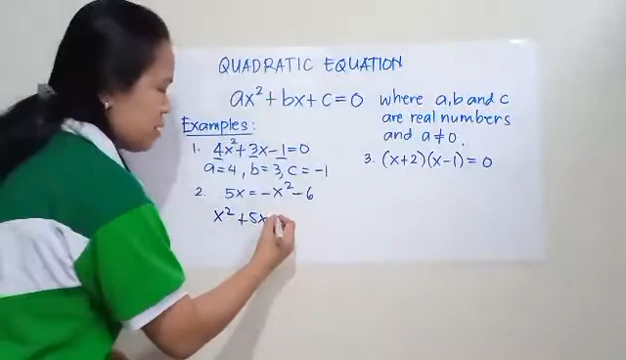 QUADRATIC EQUATION
ax² + bx + c = 0
where a, b and c
are real numbers
and a ≠ 0.
Examples:
1. 4x² + 3x - 1 = 0
a = 4, b = 3, c = -1
2. 5x = -x² - 6
x² + 5x
3. (x+2)(x-1) = 0